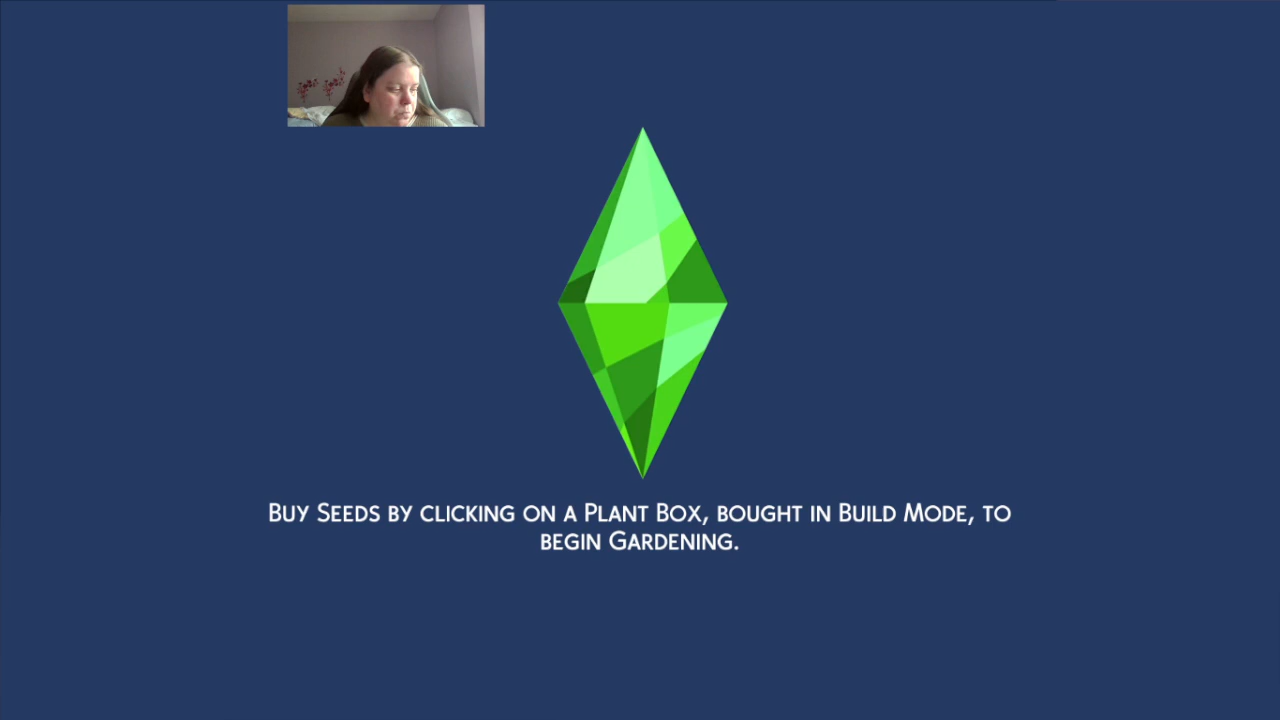 Buy Seeds by clicking on a Plant Box, bought in Build Mode, to
begin Gardening.